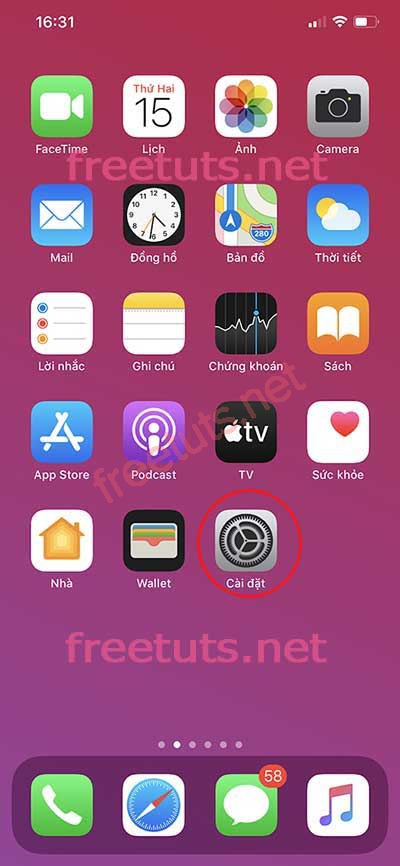 16:31
Thứ Hai
15
FaceTime
Lịch
Ảnh
Camera
freetuts.net
280
Mail
Đồng hồ
Bản đồ
Thời tiết
Lời nhắc
Ghi chú
Chứng khoán
Sách
freetuts.net
tv
App Store
Podcast
TV
Sức khỏe
Nhà
Wallet
Cài đặt
freetuts.net
58